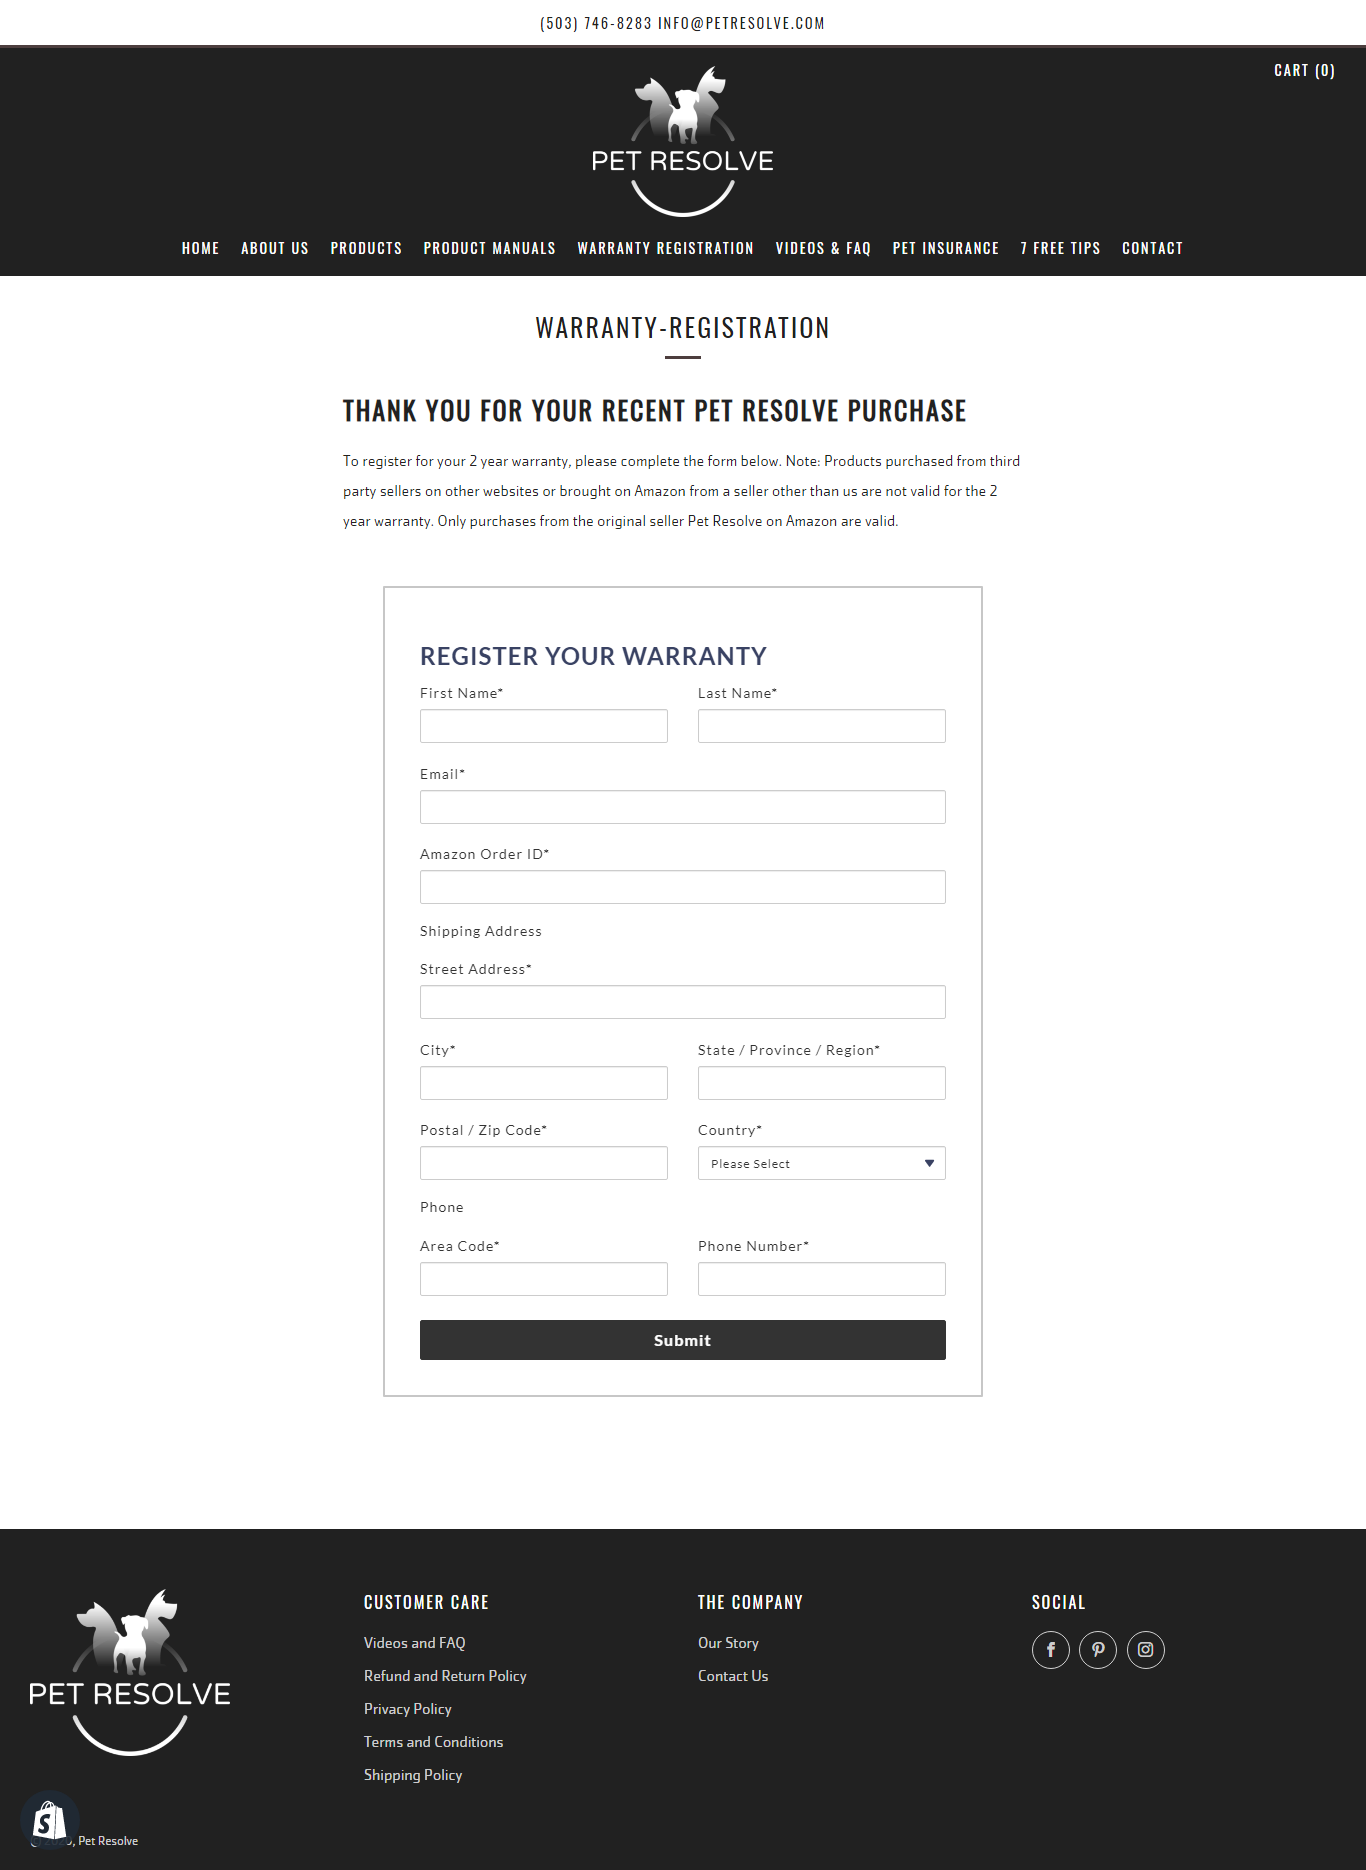 (503) 746-8283 INFO@PETRESOLVE.COM
CART (0)
PET RESOLVE
HOME ABOUT US PRODUCTS PRODUCT MANUALS WARRANTY REGISTRATION VIDEOS & FAQ PET INSURANCE 7 FREE TIPS CONTACT
WARRANTY-REGISTRATION
THANK YOU FOR YOUR RECENT PET RESOLVE PURCHASE
To register for your 2 year warranty, please complete the form below. Note: Products purchased from third
party sellers on other websites or brought on Amazon from a seller other than us are not valid for the 2
year warranty. Only purchases from the original seller Pet Resolve on Amazon are valid.
REGISTER YOUR WARRANTY
First Name* Last Name*
Email*
Amazon Order ID*
Shipping Address
Street Address*
City* State / Province / Region*
Postal / Zip Code* Country*
Please Select
Phone
Area Code* Phone Number*
Submit
PET RESOLVE
CUSTOMER CARE
Videos and FAQ
Refund and Return Policy
Privacy Policy
Terms and Conditions
Shipping Policy
THE COMPANY
Our Story
Contact Us
SOCIAL
Pet Resolve